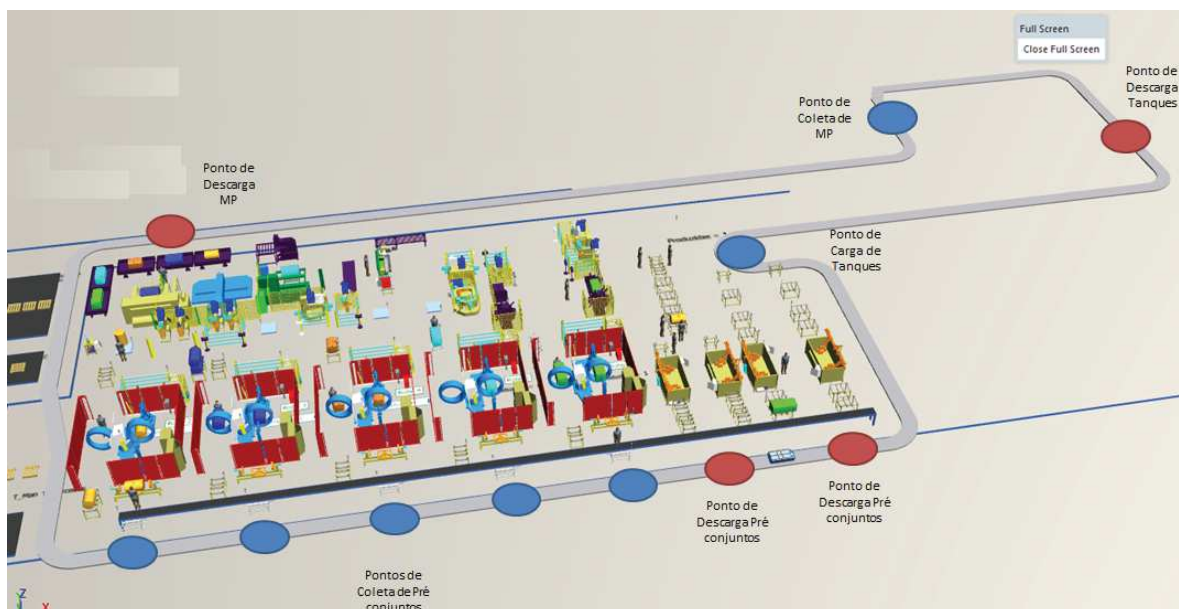 Full Screen
Close Full Screen
Ponto de
Descarga
Tanques
Ponto de
Coleta de
MP
Ponto de
Descarga
MP
Ponto de
Carga de
Tanques
Ponto de
Descarga Pré
conjuntos
Ponto de
Descarga Pré
conjuntos
Pontos de
Coleta de Pré
conjuntos
Z
X